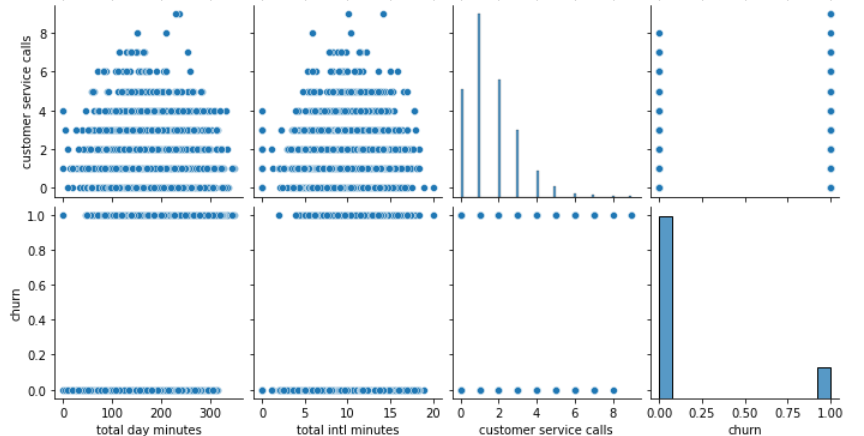 customer service calls
8
6
4
2
0
churn
1.0
0.8
0.6
0.4
0.2
0.0
0 100 200 300
0 5 10 15 20
0 2 4 6 8
0.00 0.25 0.50 0.75 1.00
total day minutes
total intl minutes
customer service calls
churn